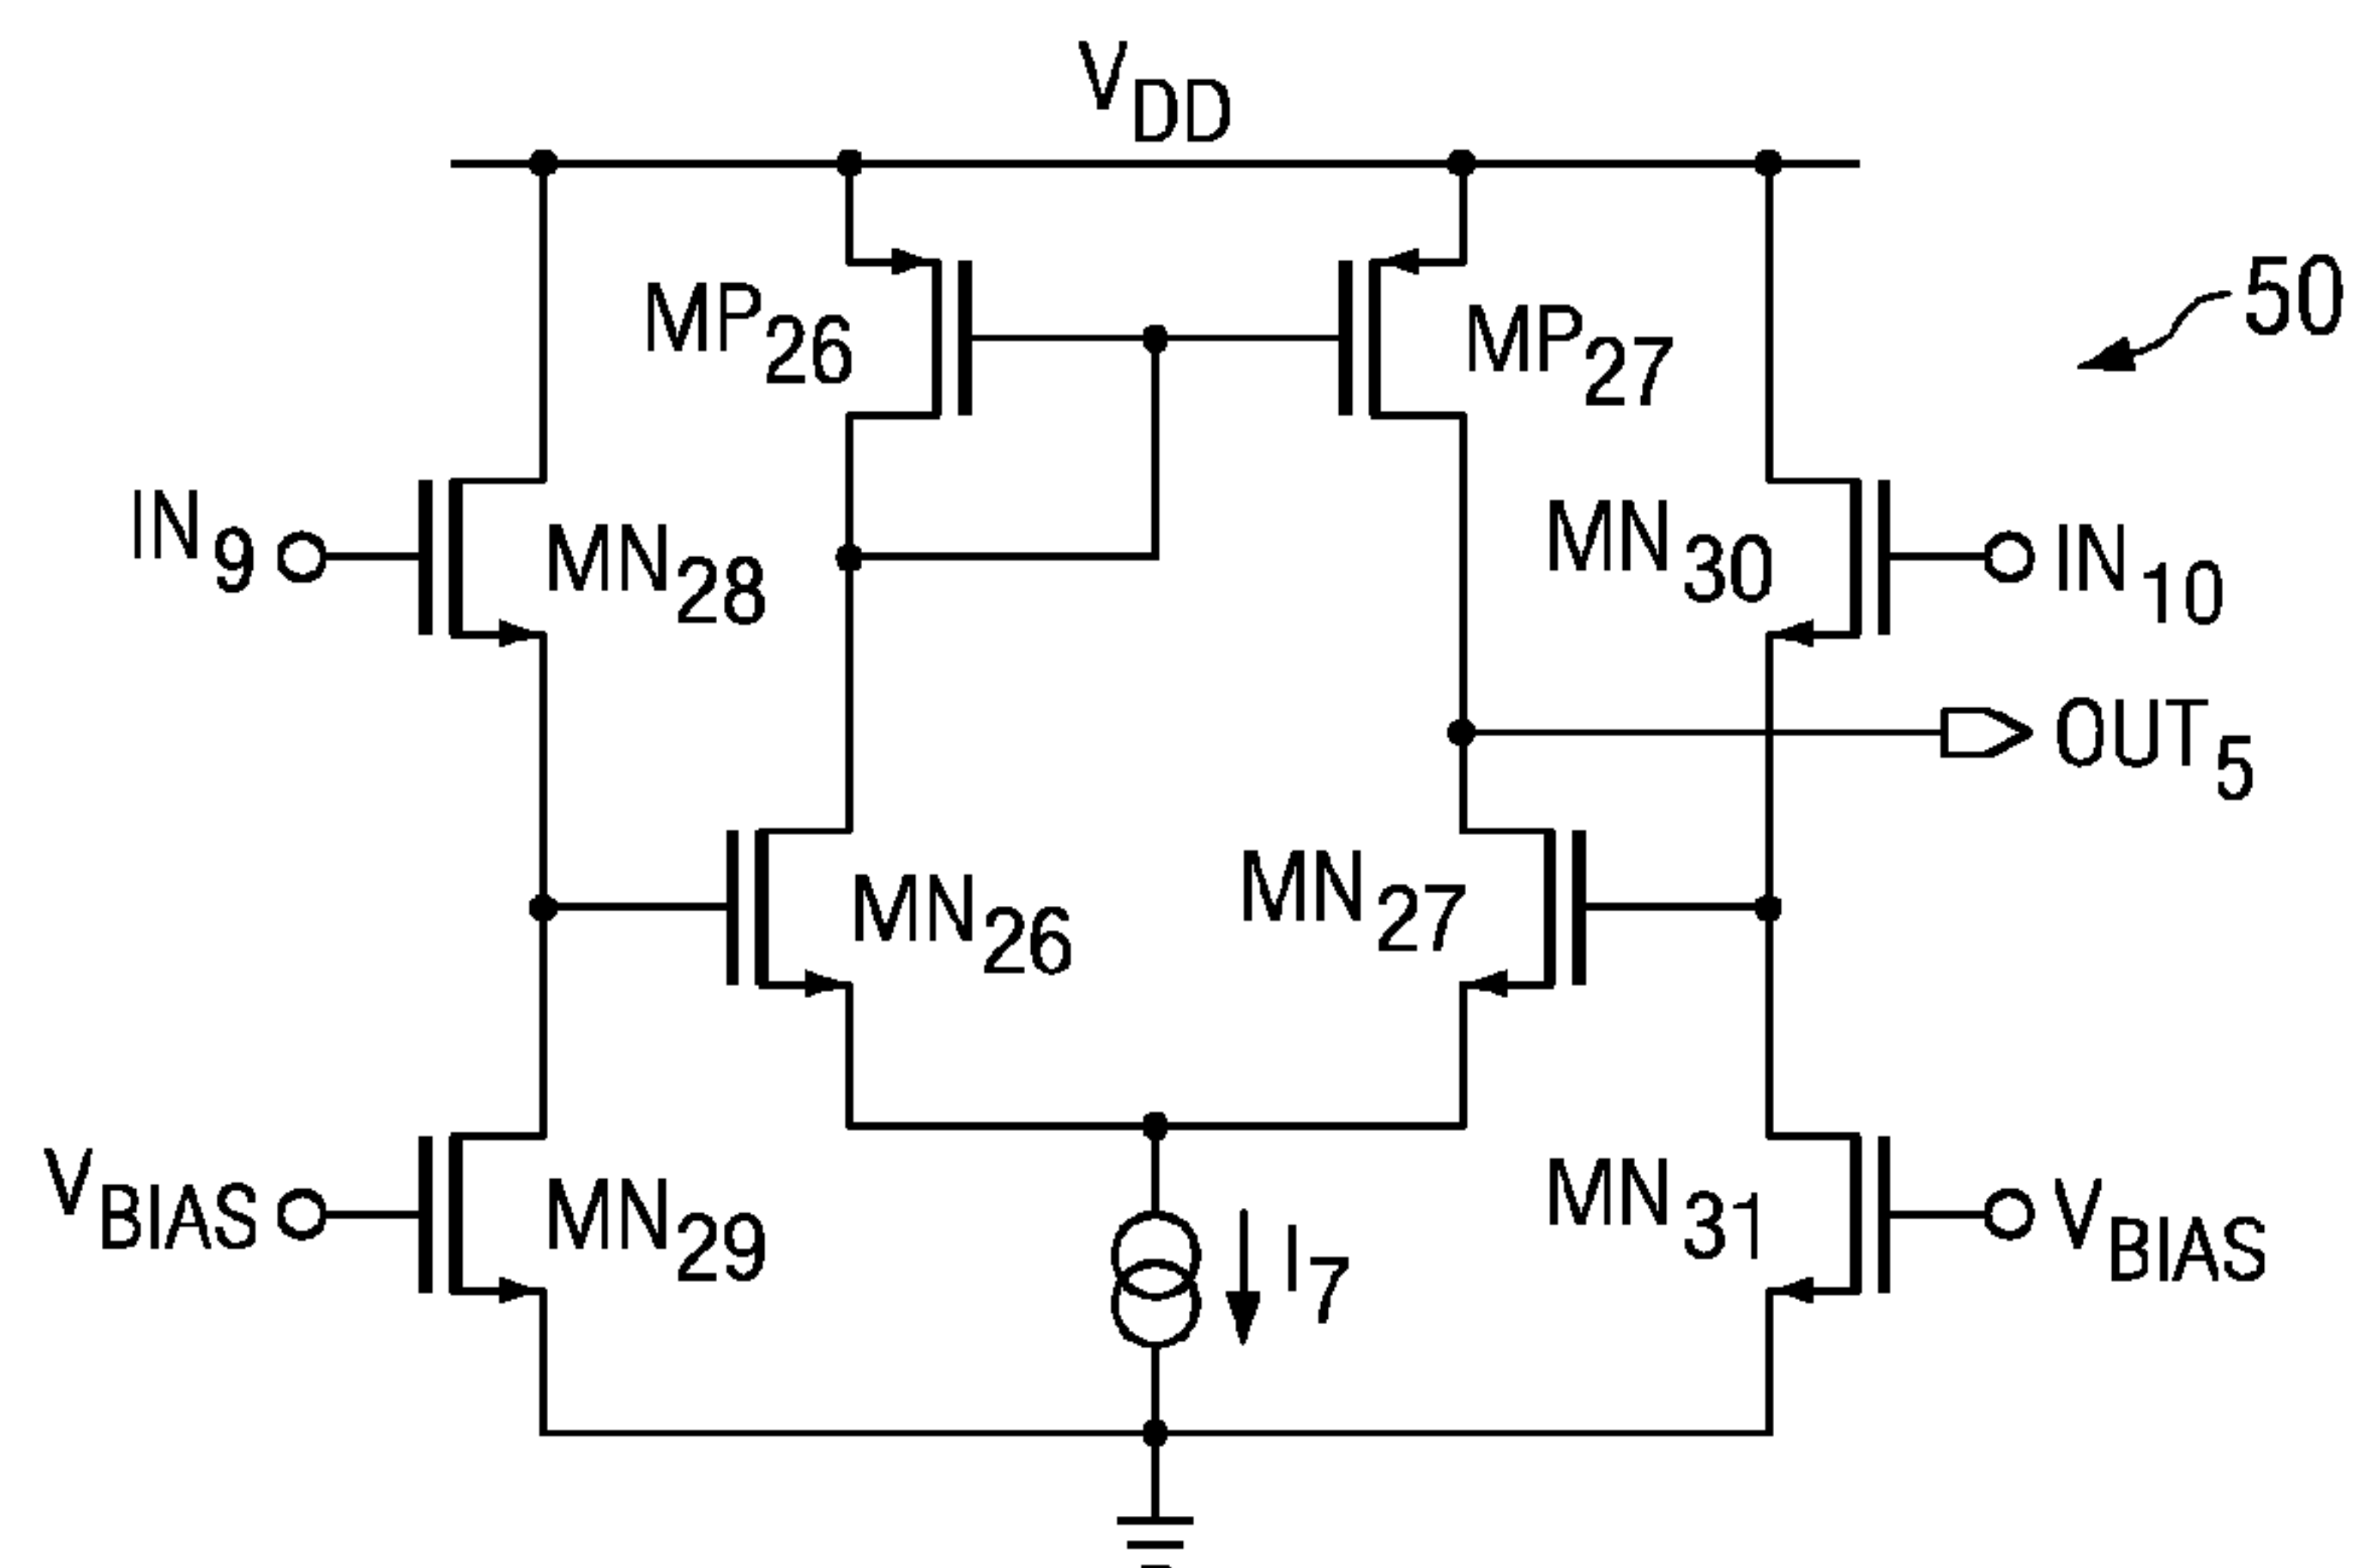 VDD
50
MP26
MP27
IN9
MN28
MN30
IN10
OUT5
MN26
MN27
VBIAS
MN29
I7
MN31
VBIAS